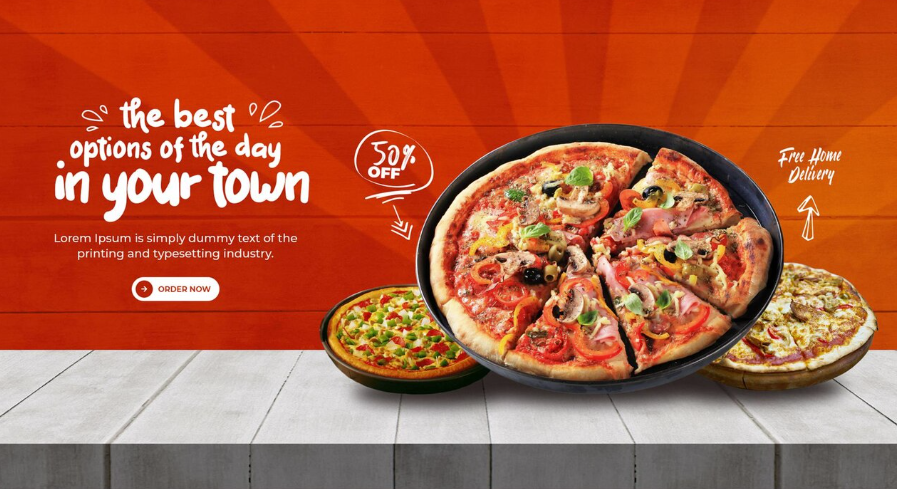 the best
options of the day
in your town
Lorem Ipsum is simply dummy text of the
printing and typesetting industry.
ORDER NOW
50%
OFF
Free Home
Delivery